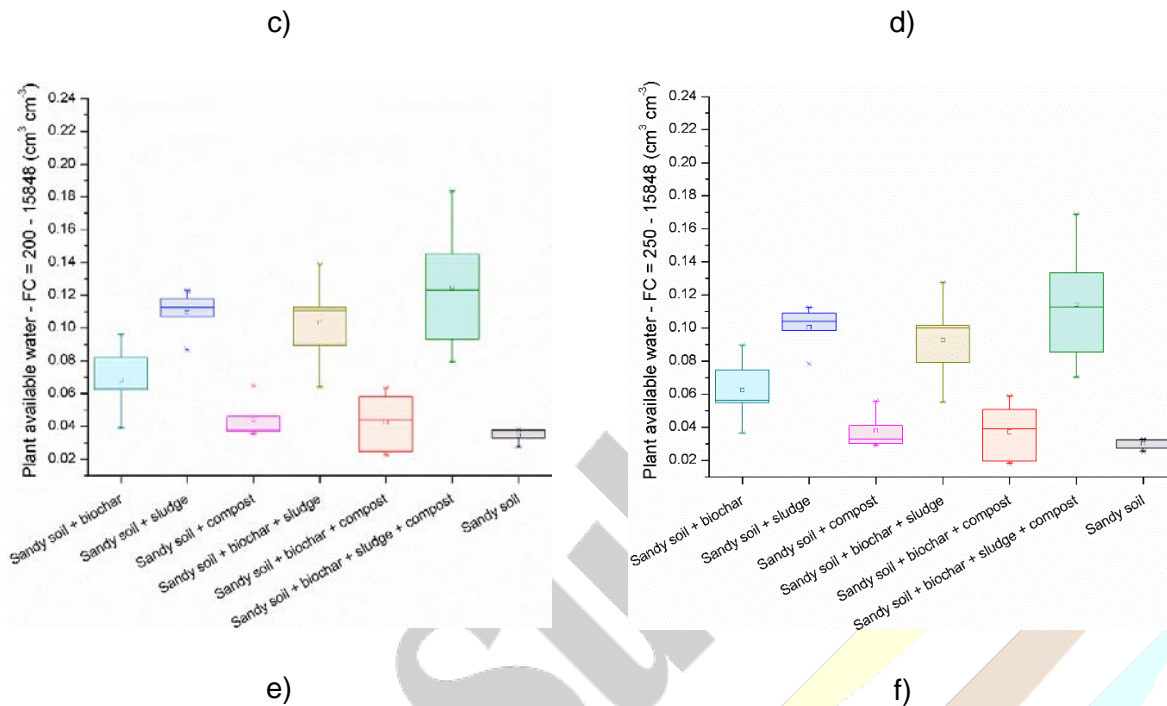 c)
d)
Plant available water - FC = 200 - 15848 (cm³ cm⁻³)
0.24
0.22
0.20
0.18
0.16
0.14
0.12
0.10
0.08
0.06
0.04
0.02
Sandy soil + biochar
Sandy soil + sludge
Sandy soil + compost
Sandy soil + biochar + sludge
Sandy soil + biochar + compost
Sandy soil + biochar + sludge + compost
Sandy soil
Plant available water - FC = 250 - 15848 (cm³ cm⁻³)
0.24
0.22
0.20
0.18
0.16
0.14
0.12
0.10
0.08
0.06
0.04
0.02
Sandy soil + biochar
Sandy soil + sludge
Sandy soil + compost
Sandy soil + biochar + sludge
Sandy soil + biochar + compost
Sandy soil + biochar + sludge + compost
Sandy soil
e)
f)